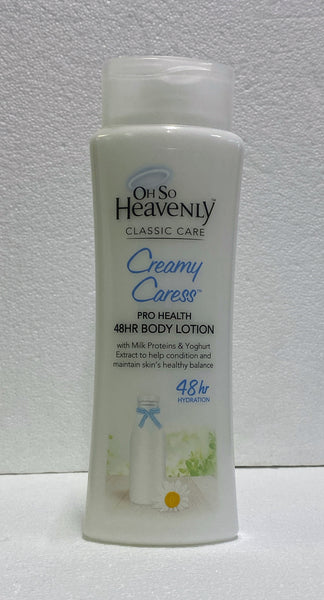 OH SO
HEAVENLY™
CLASSIC CARE
Creamy
Caress™
PRO HEALTH
48HR BODY LOTION
with Milk Proteins & Yoghurt
Extract to help condition and
maintain skin's healthy balance
48hr
HYDRATION